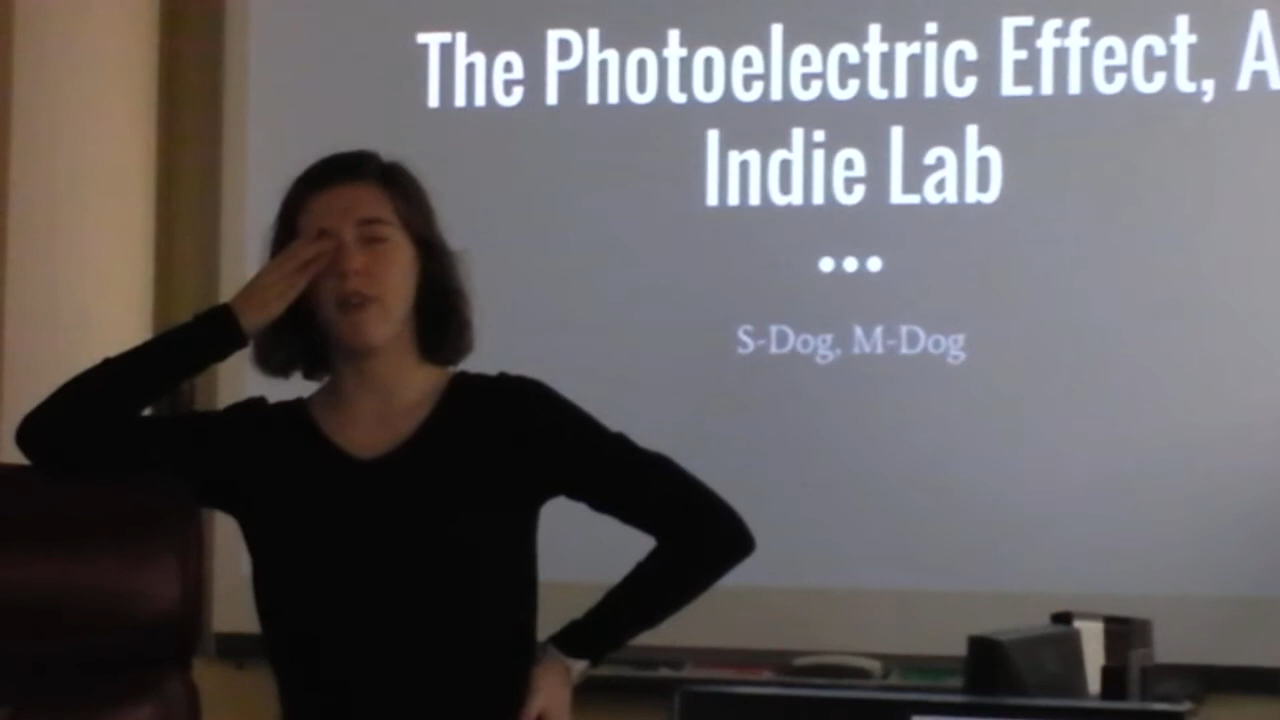 The Photoelectric Effect, A
Indie Lab
S-Dog, M-Dog